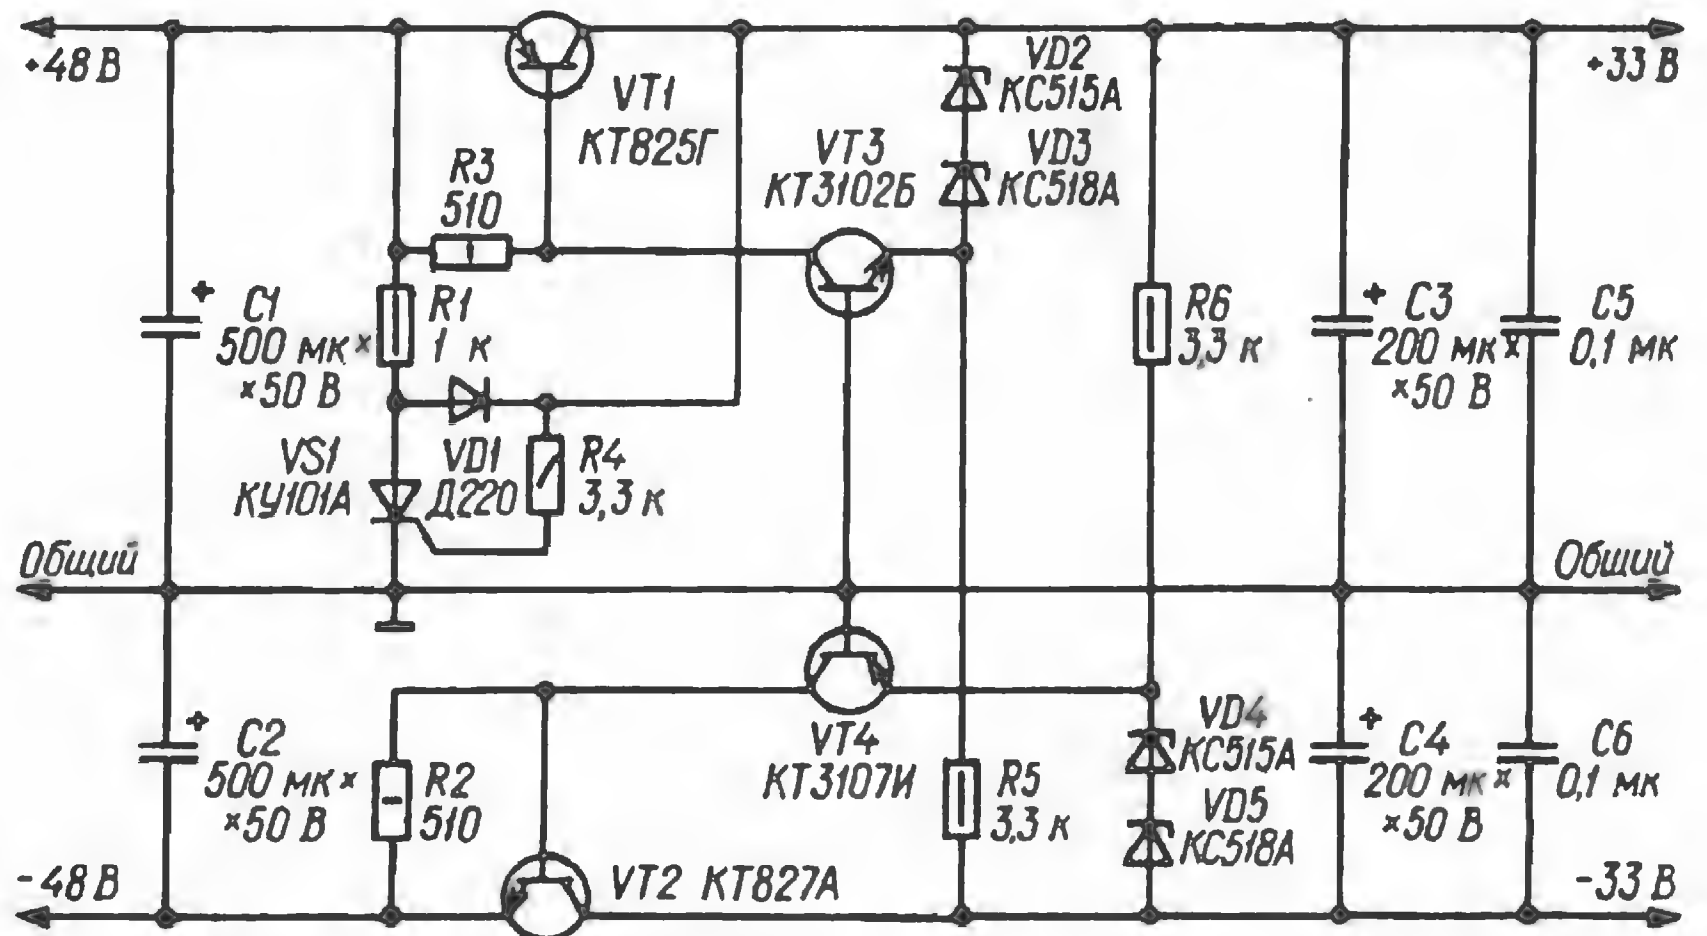 +48 В
+33 В
VT1
КТ825Г
VD2
КС515А
VT3
КТ3102Б
VD3
КС518А
R3
510
+
C1
500 мк ×
×50 В
R1
1 к
R6
3,3 к
+
C3
200 мк ×
×50 В
C5
0,1 мк
VS1
КУ101А
VD1
Д220
R4
3,3 к
Общий
Общий
+
C2
500 мк ×
×50 В
R2
510
VT4
КТ3107И
R5
3,3 к
VD4
КС515А
VD5
КС518А
+
C4
200 мк ×
×50 В
C6
0,1 мк
-48 В
VT2 КТ827А
-33 В